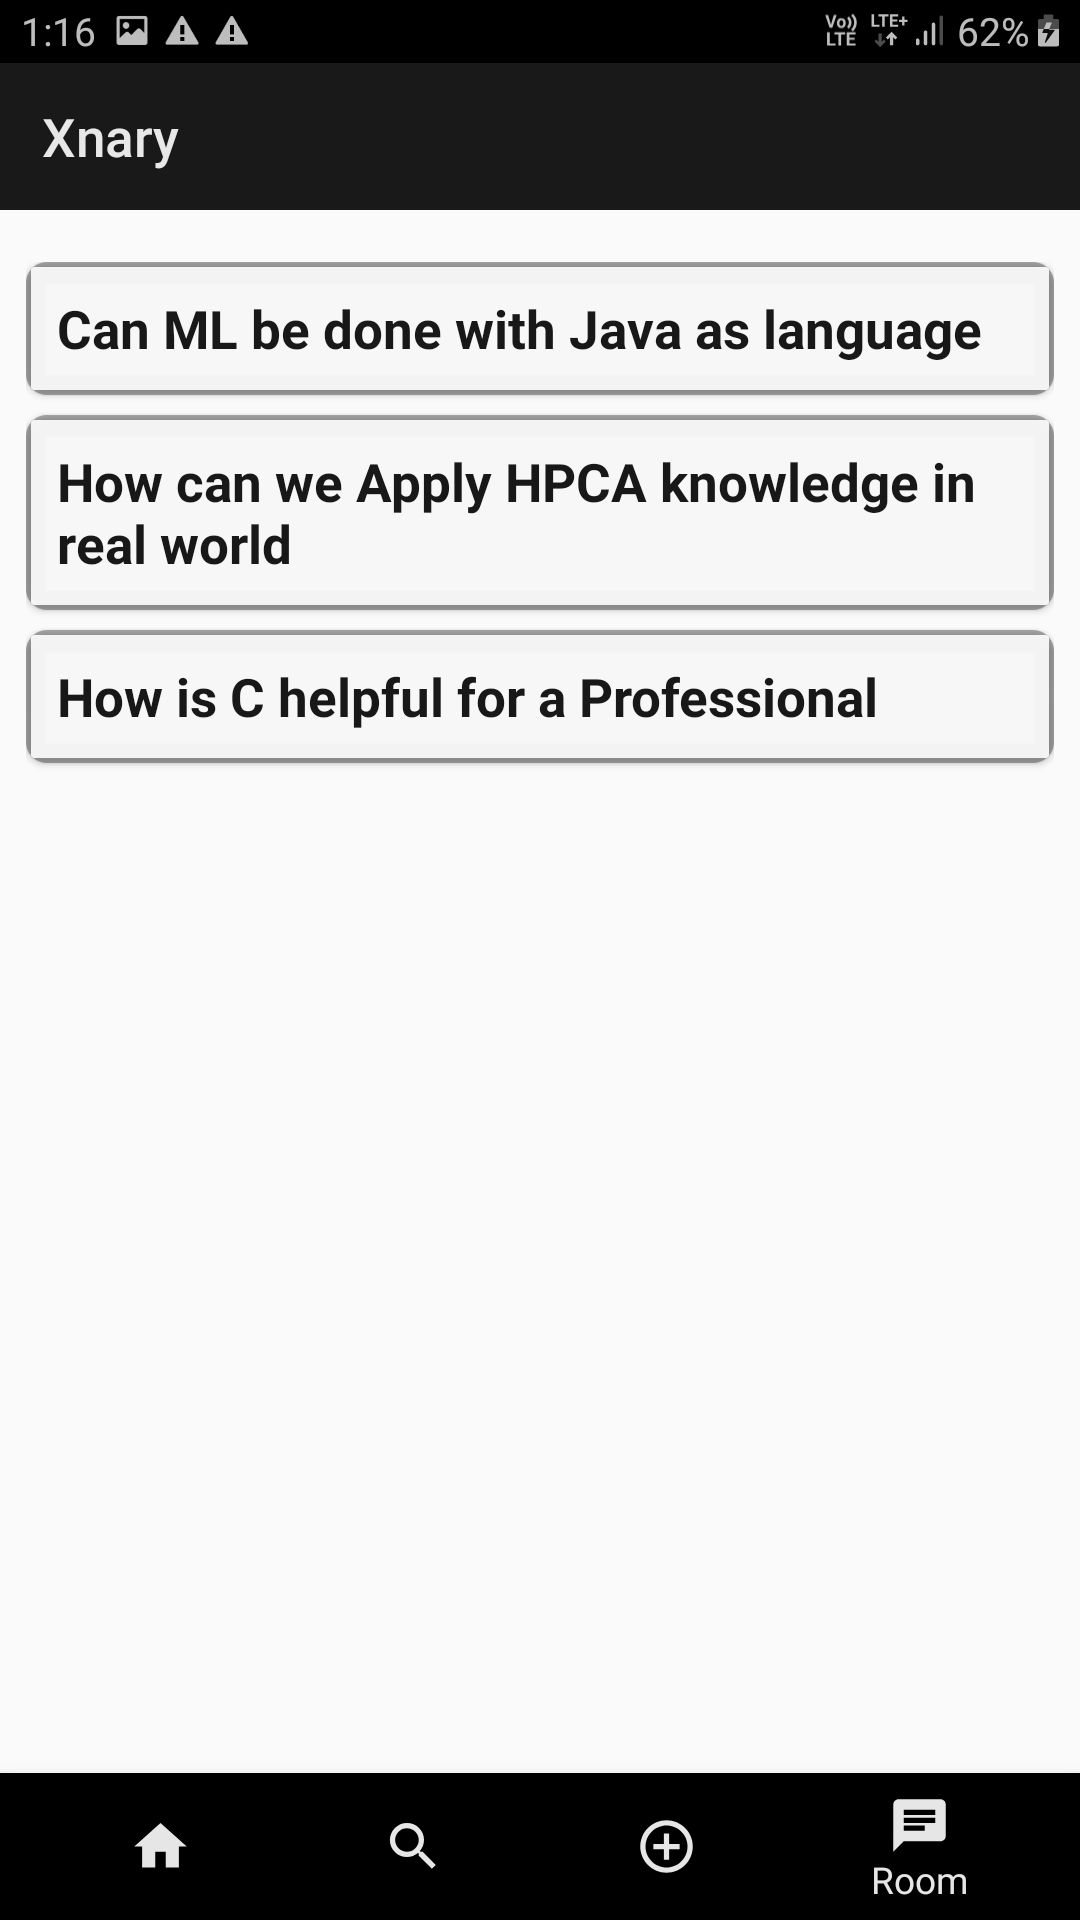 1:16
Vo)) LTE LTE+ 62%
Xnary
Can ML be done with Java as language
How can we Apply HPCA knowledge in
real world
How is C helpful for a Professional
Room